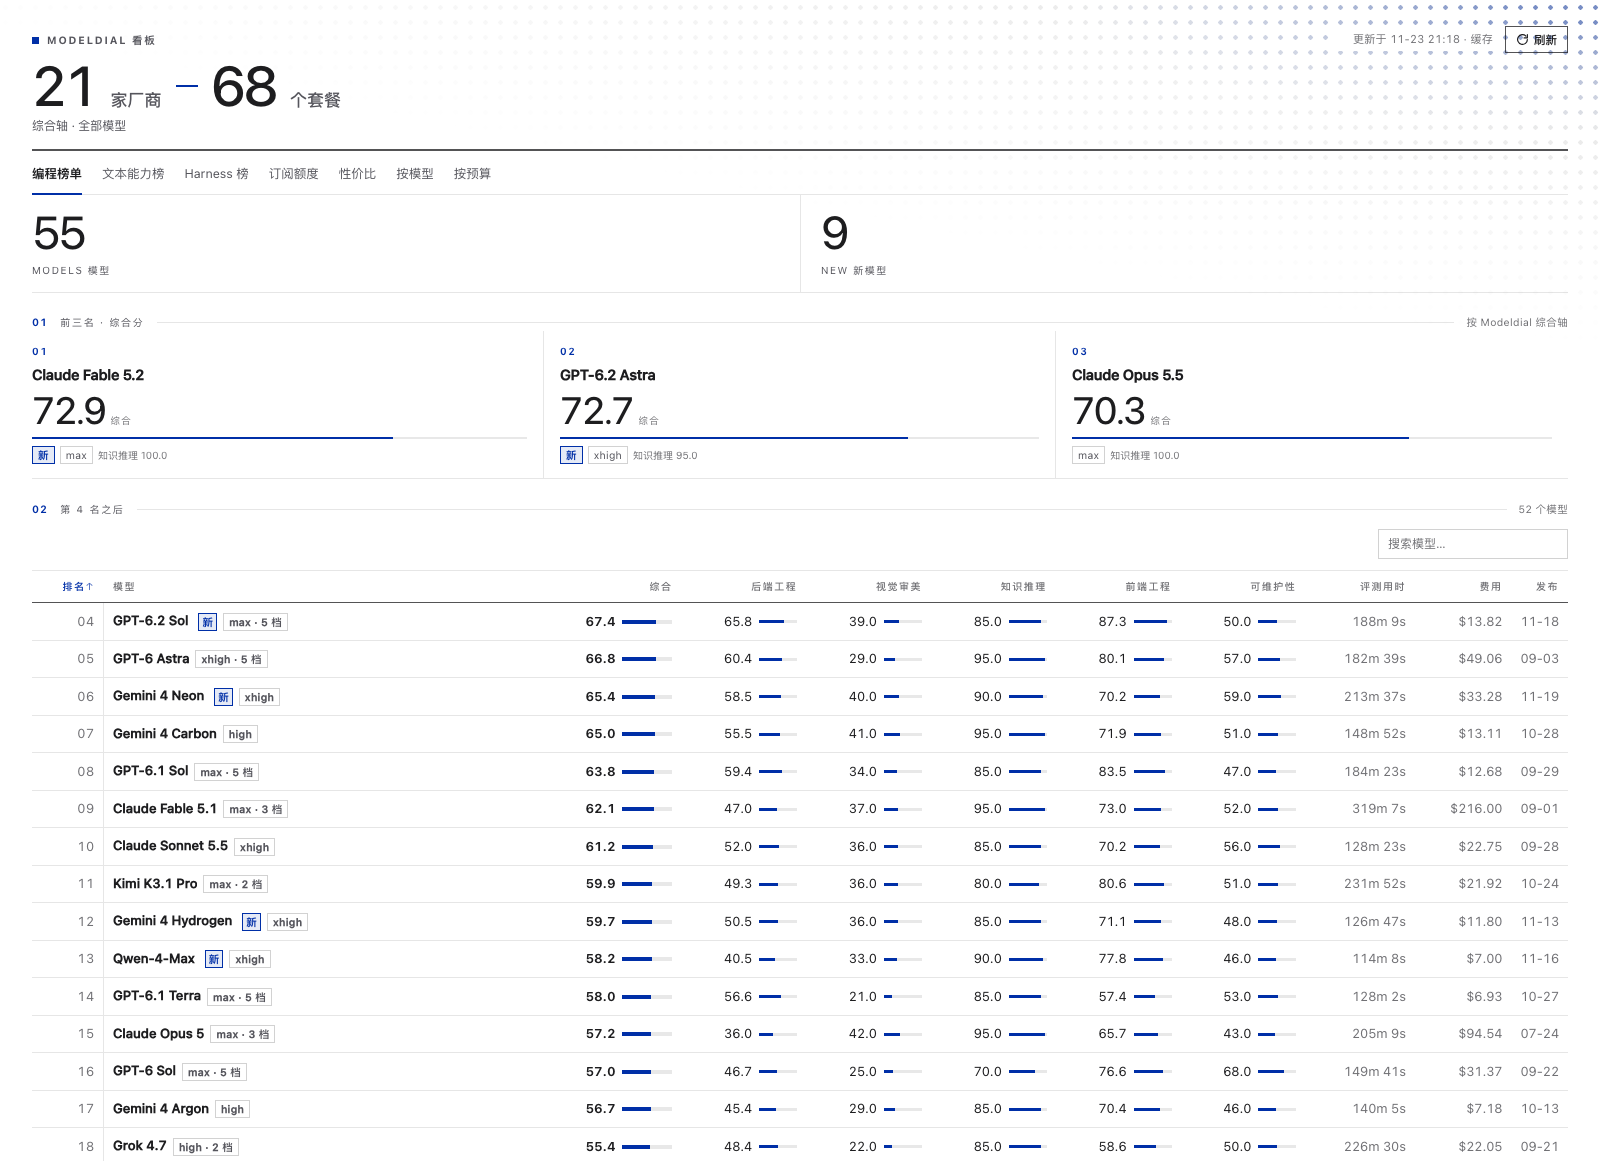 MODELDIAL 看板
更新于 11-23 21:18 · 缓存 刷新
21 家厂商 — 68 个套餐
综合轴 · 全部模型
编程榜单 文本能力榜 Harness 榜 订阅额度 性价比 按模型 按预算
55
MODELS 模型
9
NEW 新模型
01 前三名 · 综合分 按 Modeldial 综合轴
01
Claude Fable 5.2
72.9 综合
新 max 知识推理 100.0
02
GPT-6.2 Astra
72.7 综合
新 xhigh 知识推理 95.0
03
Claude Opus 5.5
70.3 综合
max 知识推理 100.0
02 第 4 名之后 52 个模型
搜索模型...
排名↑ 模型 综合 后端工程 视觉审美 知识推理 前端工程 可维护性 评测用时 费用 发布
04 GPT-6.2 Sol 新 max · 5 档 67.4 65.8 39.0 85.0 87.3 50.0 188m 9s $13.82 11-18
05 GPT-6 Astra xhigh · 5 档 66.8 60.4 29.0 95.0 80.1 57.0 182m 39s $49.06 09-03
06 Gemini 4 Neon 新 xhigh 65.4 58.5 40.0 90.0 70.2 59.0 213m 37s $33.28 11-19
07 Gemini 4 Carbon high 65.0 55.5 41.0 95.0 71.9 51.0 148m 52s $13.11 10-28
08 GPT-6.1 Sol max · 5 档 63.8 59.4 34.0 85.0 83.5 47.0 184m 23s $12.68 09-29
09 Claude Fable 5.1 max · 3 档 62.1 47.0 37.0 95.0 73.0 52.0 319m 7s $216.00 09-01
10 Claude Sonnet 5.5 xhigh 61.2 52.0 36.0 85.0 70.2 56.0 128m 23s $22.75 09-28
11 Kimi K3.1 Pro max · 2 档 59.9 49.3 36.0 80.0 80.6 51.0 231m 52s $21.92 10-24
12 Gemini 4 Hydrogen 新 xhigh 59.7 50.5 36.0 85.0 71.1 48.0 126m 47s $11.80 11-13
13 Qwen-4-Max 新 xhigh 58.2 40.5 33.0 90.0 77.8 46.0 114m 8s $7.00 11-16
14 GPT-6.1 Terra max · 5 档 58.0 56.6 21.0 85.0 57.4 53.0 128m 2s $6.93 10-27
15 Claude Opus 5 max · 3 档 57.2 36.0 42.0 95.0 65.7 43.0 205m 9s $94.54 07-24
16 GPT-6 Sol max · 5 档 57.0 46.7 25.0 70.0 76.6 68.0 149m 41s $31.37 09-22
17 Gemini 4 Argon high 56.7 45.4 29.0 85.0 70.4 46.0 140m 5s $7.18 10-13
18 Grok 4.7 high · 2 档 55.4 48.4 22.0 85.0 58.6 50.0 226m 30s $22.05 09-21